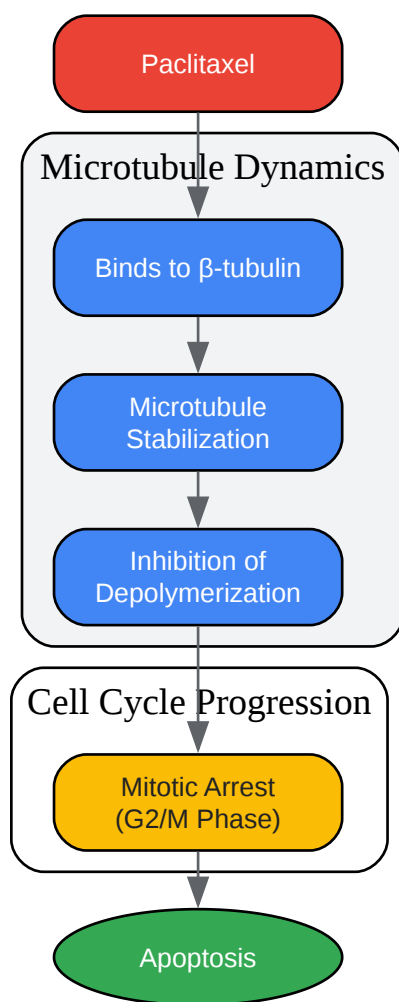 Paclitaxel
Microtubule Dynamics
Binds to β-tubulin
Microtubule
Stabilization
Inhibition of
Depolymerization
Cell Cycle Progression
Mitotic Arrest
(G2/M Phase)
Apoptosis